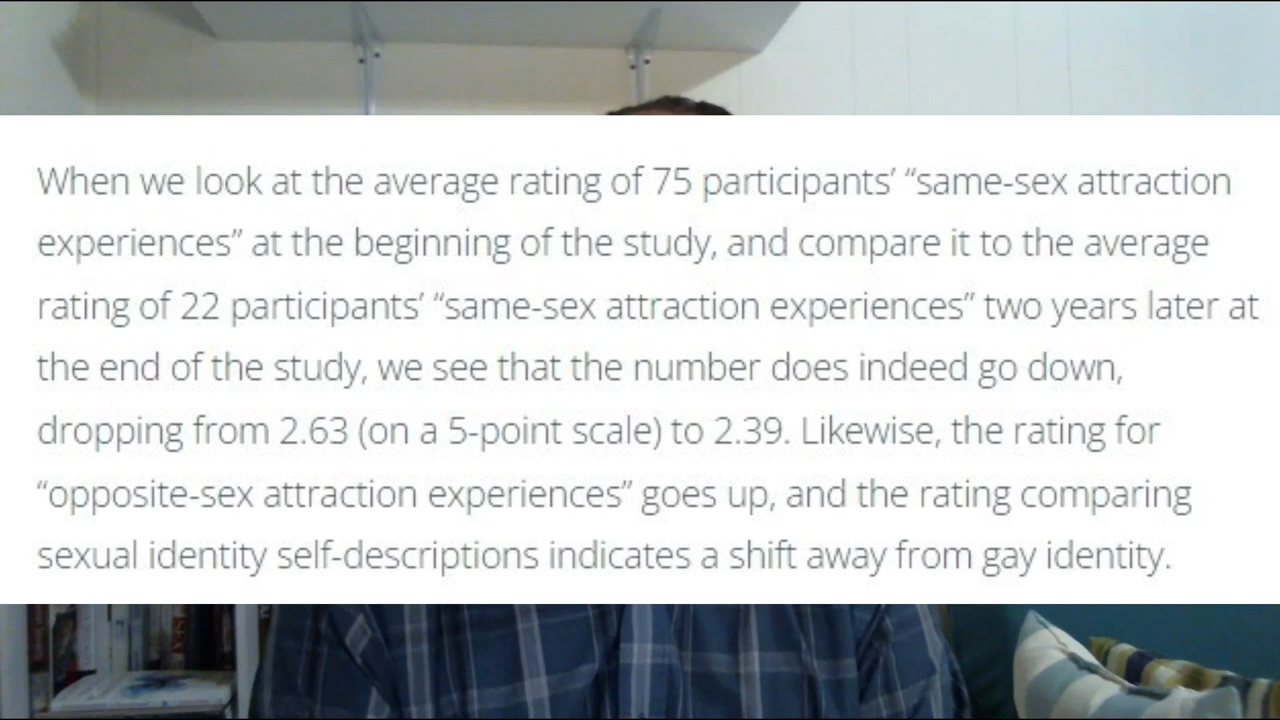 When we look at the average rating of 75 participants’ “same-sex attraction
experiences” at the beginning of the study, and compare it to the average
rating of 22 participants’ “same-sex attraction experiences” two years later at
the end of the study, we see that the number does indeed go down,
dropping from 2.63 (on a 5-point scale) to 2.39. Likewise, the rating for
“opposite-sex attraction experiences” goes up, and the rating comparing
sexual identity self-descriptions indicates a shift away from gay identity.